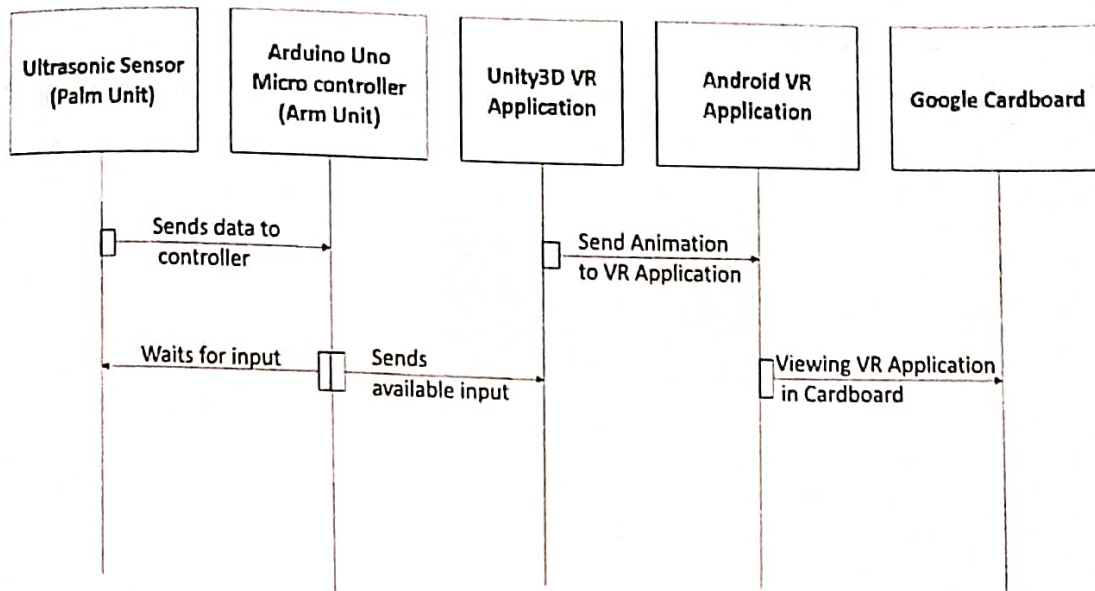 Ultrasonic Sensor
(Palm Unit)
Arduino Uno
Micro controller
(Arm Unit)
Unity3D VR
Application
Android VR
Application
Google Cardboard
Sends data to
controller
Send Animation
to VR Application
Waits for input
Sends
available input
Viewing VR Application
in Cardboard